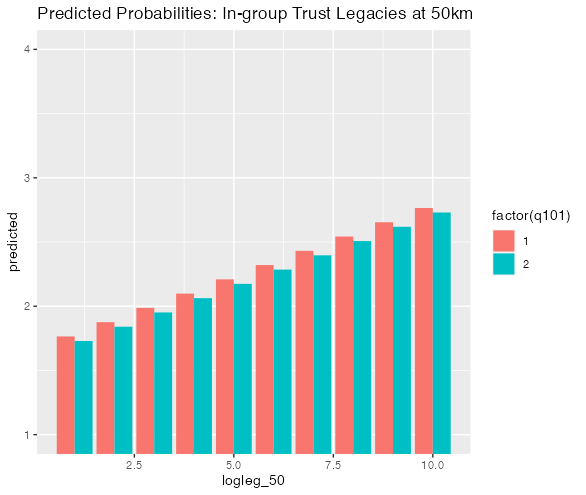 Predicted Probabilities: In-group Trust Legacies at 50km
4
3
2
1
predicted
2.5
5.0
7.5
10.0
logleg_50
factor(q101)
1
2